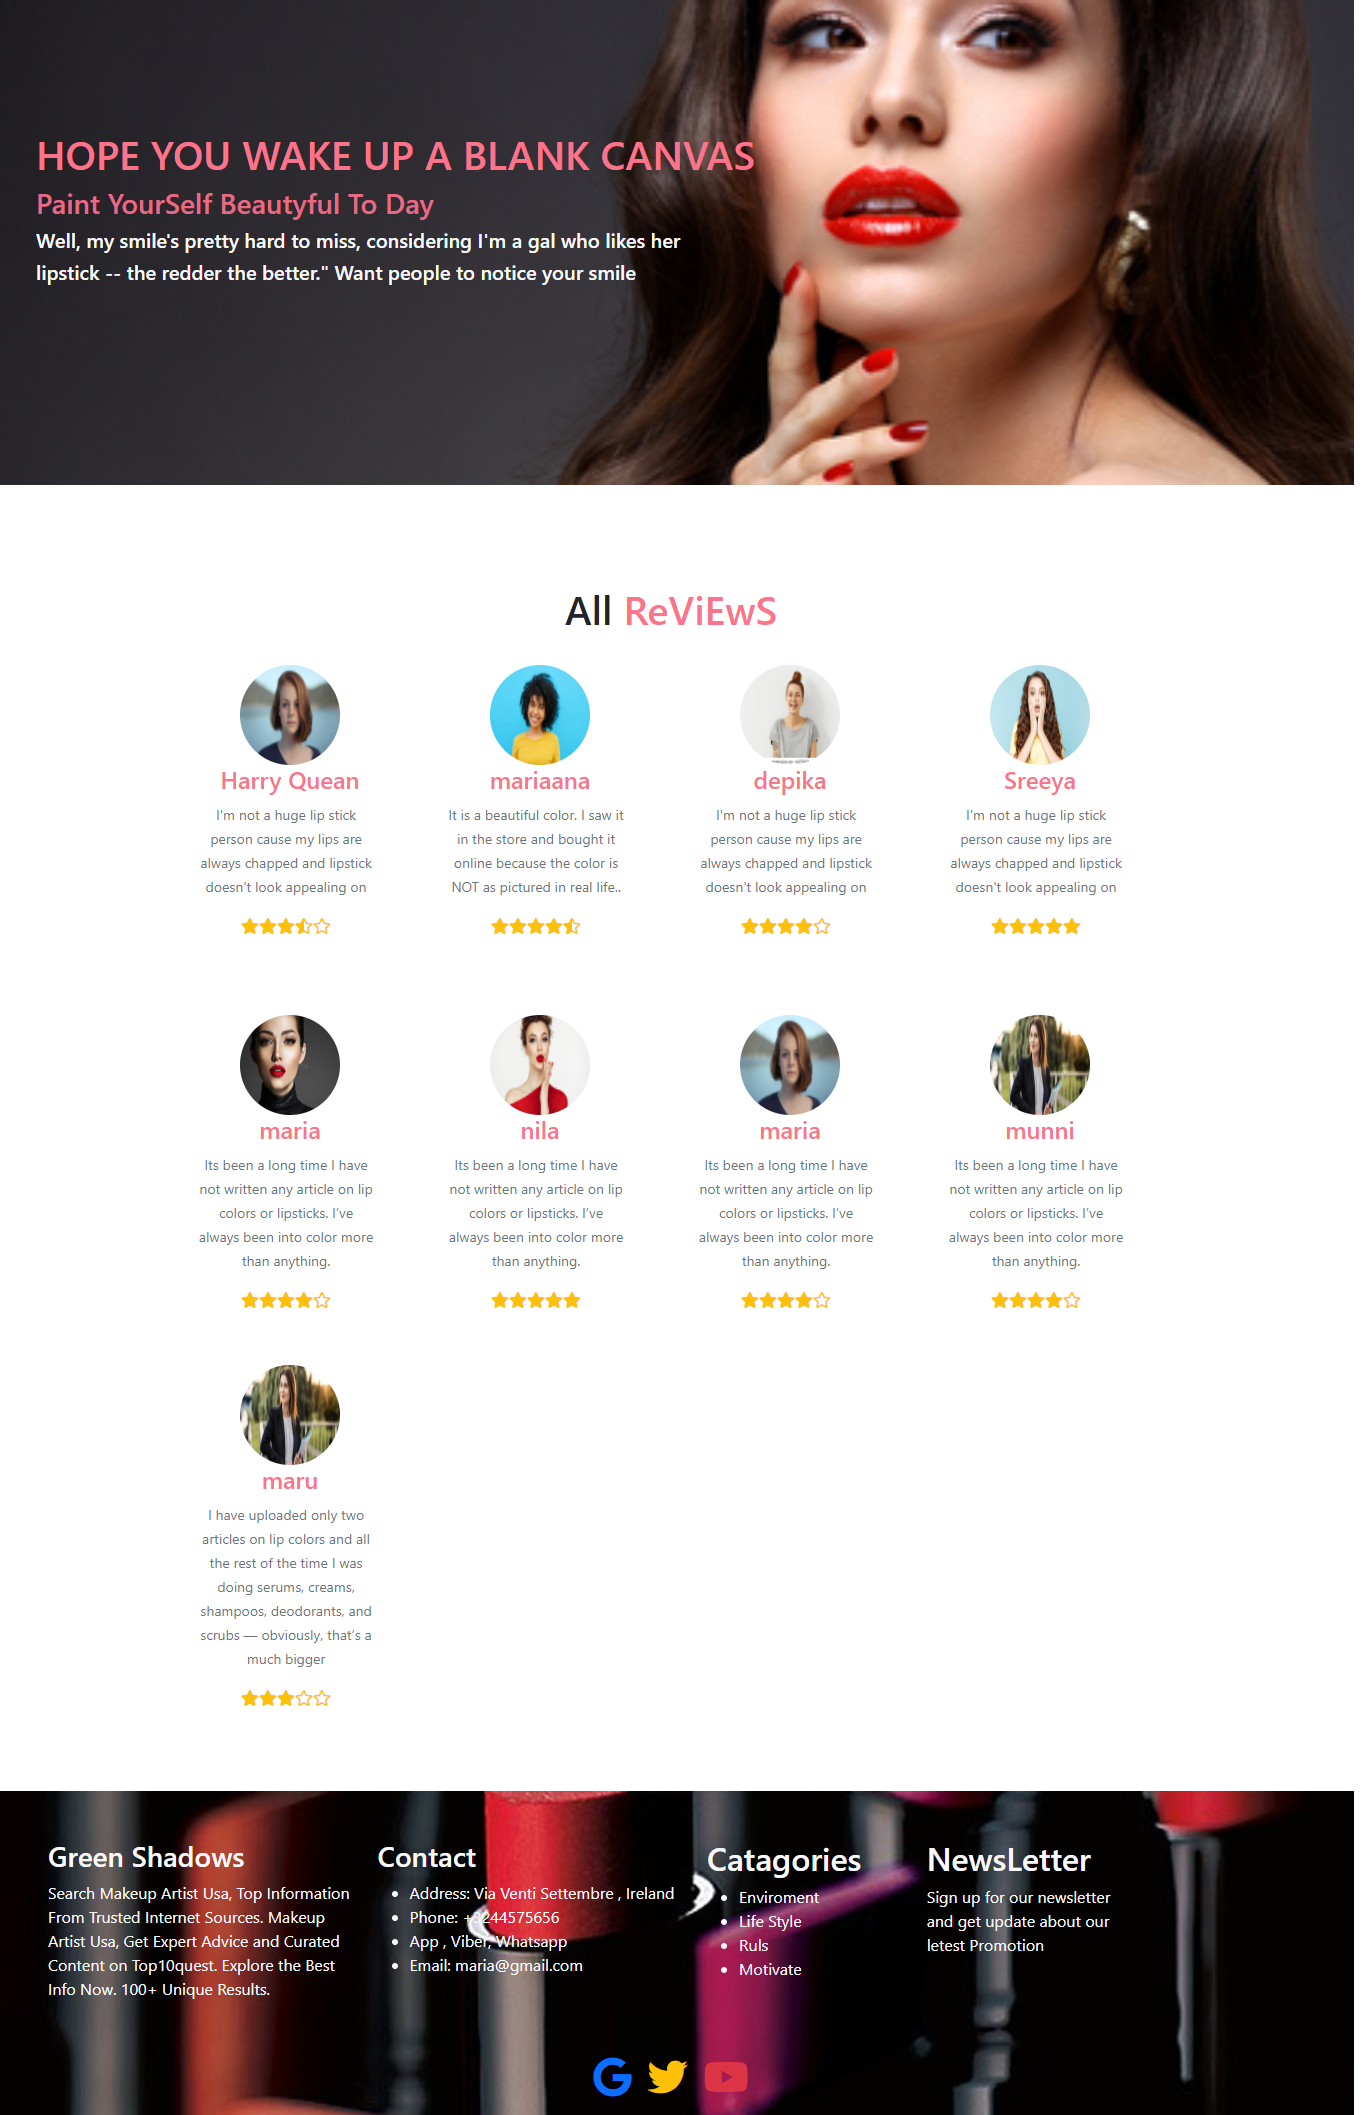 HOPE YOU WAKE UP A BLANK CANVAS
Paint YourSelf Beautyful To Day
Well, my smile's pretty hard to miss, considering I'm a gal who likes her
lipstick -- the redder the better." Want people to notice your smile
All ReViEwS
Harry Quean
I'm not a huge lip stick
person cause my lips are
always chapped and lipstick
doesn't look appealing on
mariaana
It is a beautiful color. I saw it
in the store and bought it
online because the color is
NOT as pictured in real life..
depika
I'm not a huge lip stick
person cause my lips are
always chapped and lipstick
doesn't look appealing on
Sreeya
I'm not a huge lip stick
person cause my lips are
always chapped and lipstick
doesn't look appealing on
maria
Its been a long time I have
not written any article on lip
colors or lipsticks. I've
always been into color more
than anything.
nila
Its been a long time I have
not written any article on lip
colors or lipsticks. I've
always been into color more
than anything.
maria
Its been a long time I have
not written any article on lip
colors or lipsticks. I've
always been into color more
than anything.
munni
Its been a long time I have
not written any article on lip
colors or lipsticks. I've
always been into color more
than anything.
maru
I have uploaded only two
articles on lip colors and all
the rest of the time I was
doing serums, creams,
shampoos, deodorants, and
scrubs — obviously, that's a
much bigger
Green Shadows
Search Makeup Artist Usa, Top Information
From Trusted Internet Sources. Makeup
Artist Usa, Get Expert Advice and Curated
Content on Top10quest. Explore the Best
Info Now. 100+ Unique Results.
Contact
Address: Via Venti Settembre , Ireland
Phone: +3244575656
App , Viber, Whatsapp
Email: maria@gmail.com
Catagories
Enviroment
Life Style
Ruls
Motivate
NewsLetter
Sign up for our newsletter
and get update about our
letest Promotion